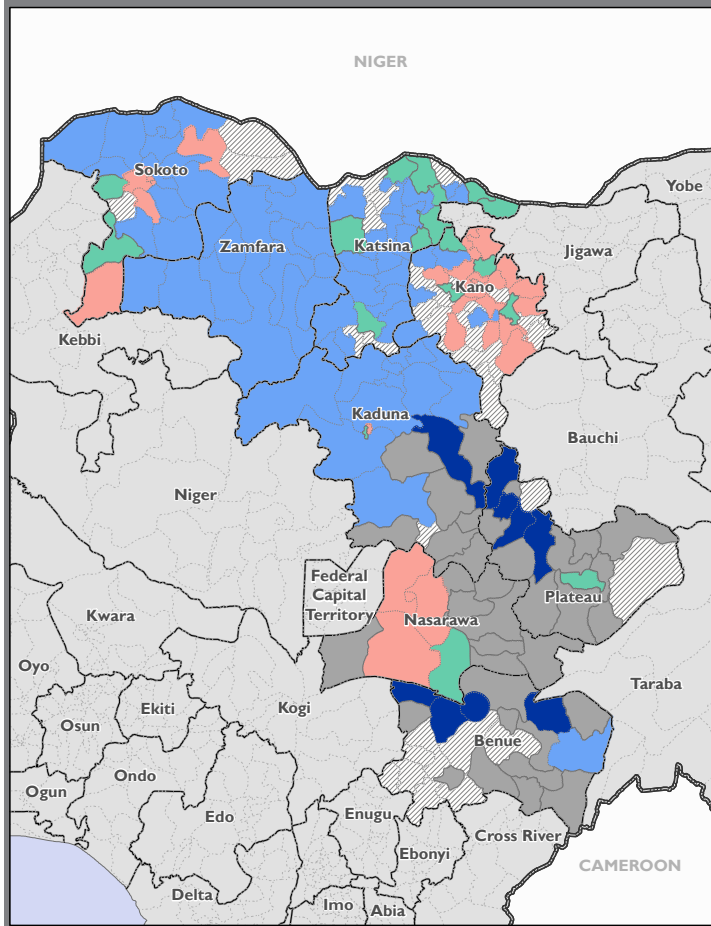 NIGER
Sokoto
Yobe
Zamfara
Katsina
Jigawa
Kano
Kebbi
Kaduna
Bauchi
Niger
Federal
Capital
Territory
Plateau
Kwara
Nasarawa
Oyo
Taraba
Ekiti
Kogi
Osun
Benue
Ondo
Ogun
Edo
Enugu
Cross River
Ebonyi
CAMEROON
Delta
Imo
Abia